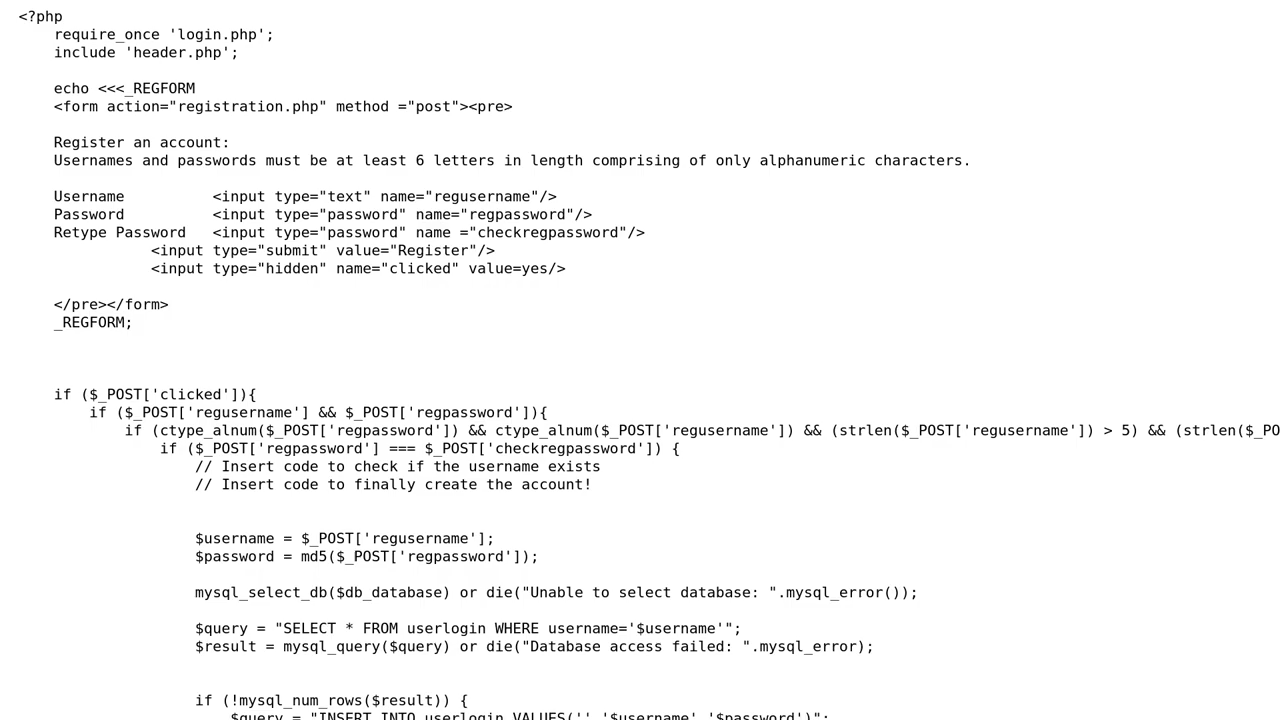 <?php
    require_once 'login.php';
    include 'header.php';

    echo <<<_REGFORM
    <form action="registration.php" method ="post"><pre>

    Register an account:
    Usernames and passwords must be at least 6 letters in length comprising of only alphanumeric characters.

    Username          <input type="text" name="regusername"/>
    Password          <input type="password" name="regpassword"/>
    Retype Password   <input type="password" name ="checkregpassword"/>
               <input type="submit" value="Register"/>
               <input type="hidden" name="clicked" value=yes/>

    </pre></form>
    _REGFORM;

    if ($_POST['clicked']){
        if ($_POST['regusername'] && $_POST['regpassword']){
            if (ctype_alnum($_POST['regpassword']) && ctype_alnum($_POST['regusername']) && (strlen($_POST['regusername']) > 5) && (strlen($_PO
                if ($_POST['regpassword'] === $_POST['checkregpassword']) {
                    // Insert code to check if the username exists
                    // Insert code to finally create the account!

                    $username = $_POST['regusername'];
                    $password = md5($_POST['regpassword']);

                    mysql_select_db($db_database) or die("Unable to select database: ".mysql_error());

                    $query = "SELECT * FROM userlogin WHERE username='$username'";
                    $result = mysql_query($query) or die("Database access failed: ".mysql_error);

                    if (!mysql_num_rows($result)) {
                        $query = "INSERT INTO userlogin VALUES('','$username','$password')";